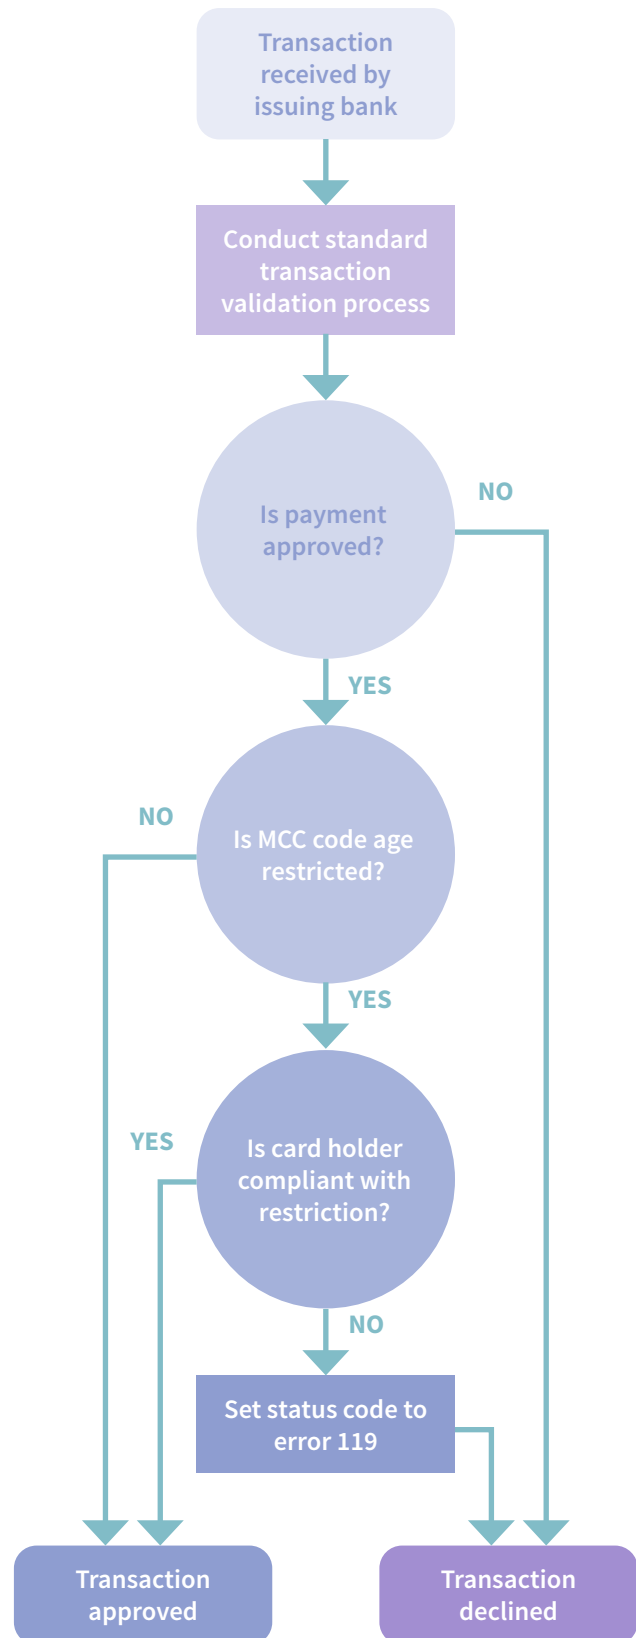 Transaction
received by
issuing bank
Conduct standard
transaction
validation process
Is payment
approved?
NO
YES
NO
Is MCC code age
restricted?
YES
YES
Is card holder
compliant with
restriction?
NO
Set status code to
error 119
Transaction
approved
Transaction
declined